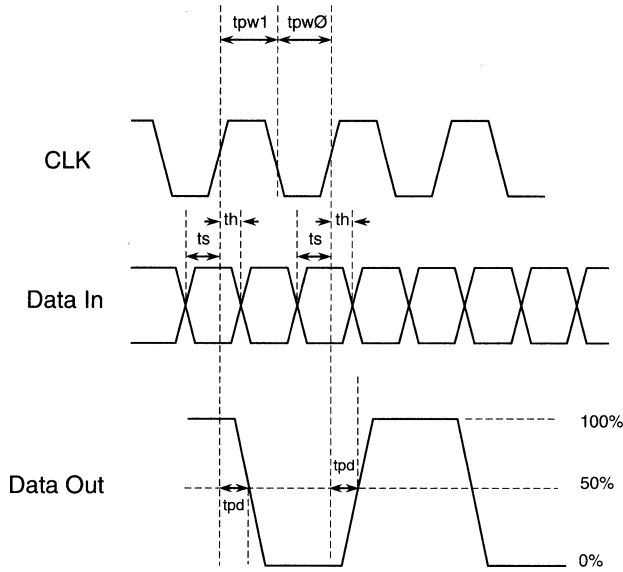 tpw1 tpwØ
CLK
th th
ts ts
Data In
100%
tpd
Data Out 50%
tpd
0%